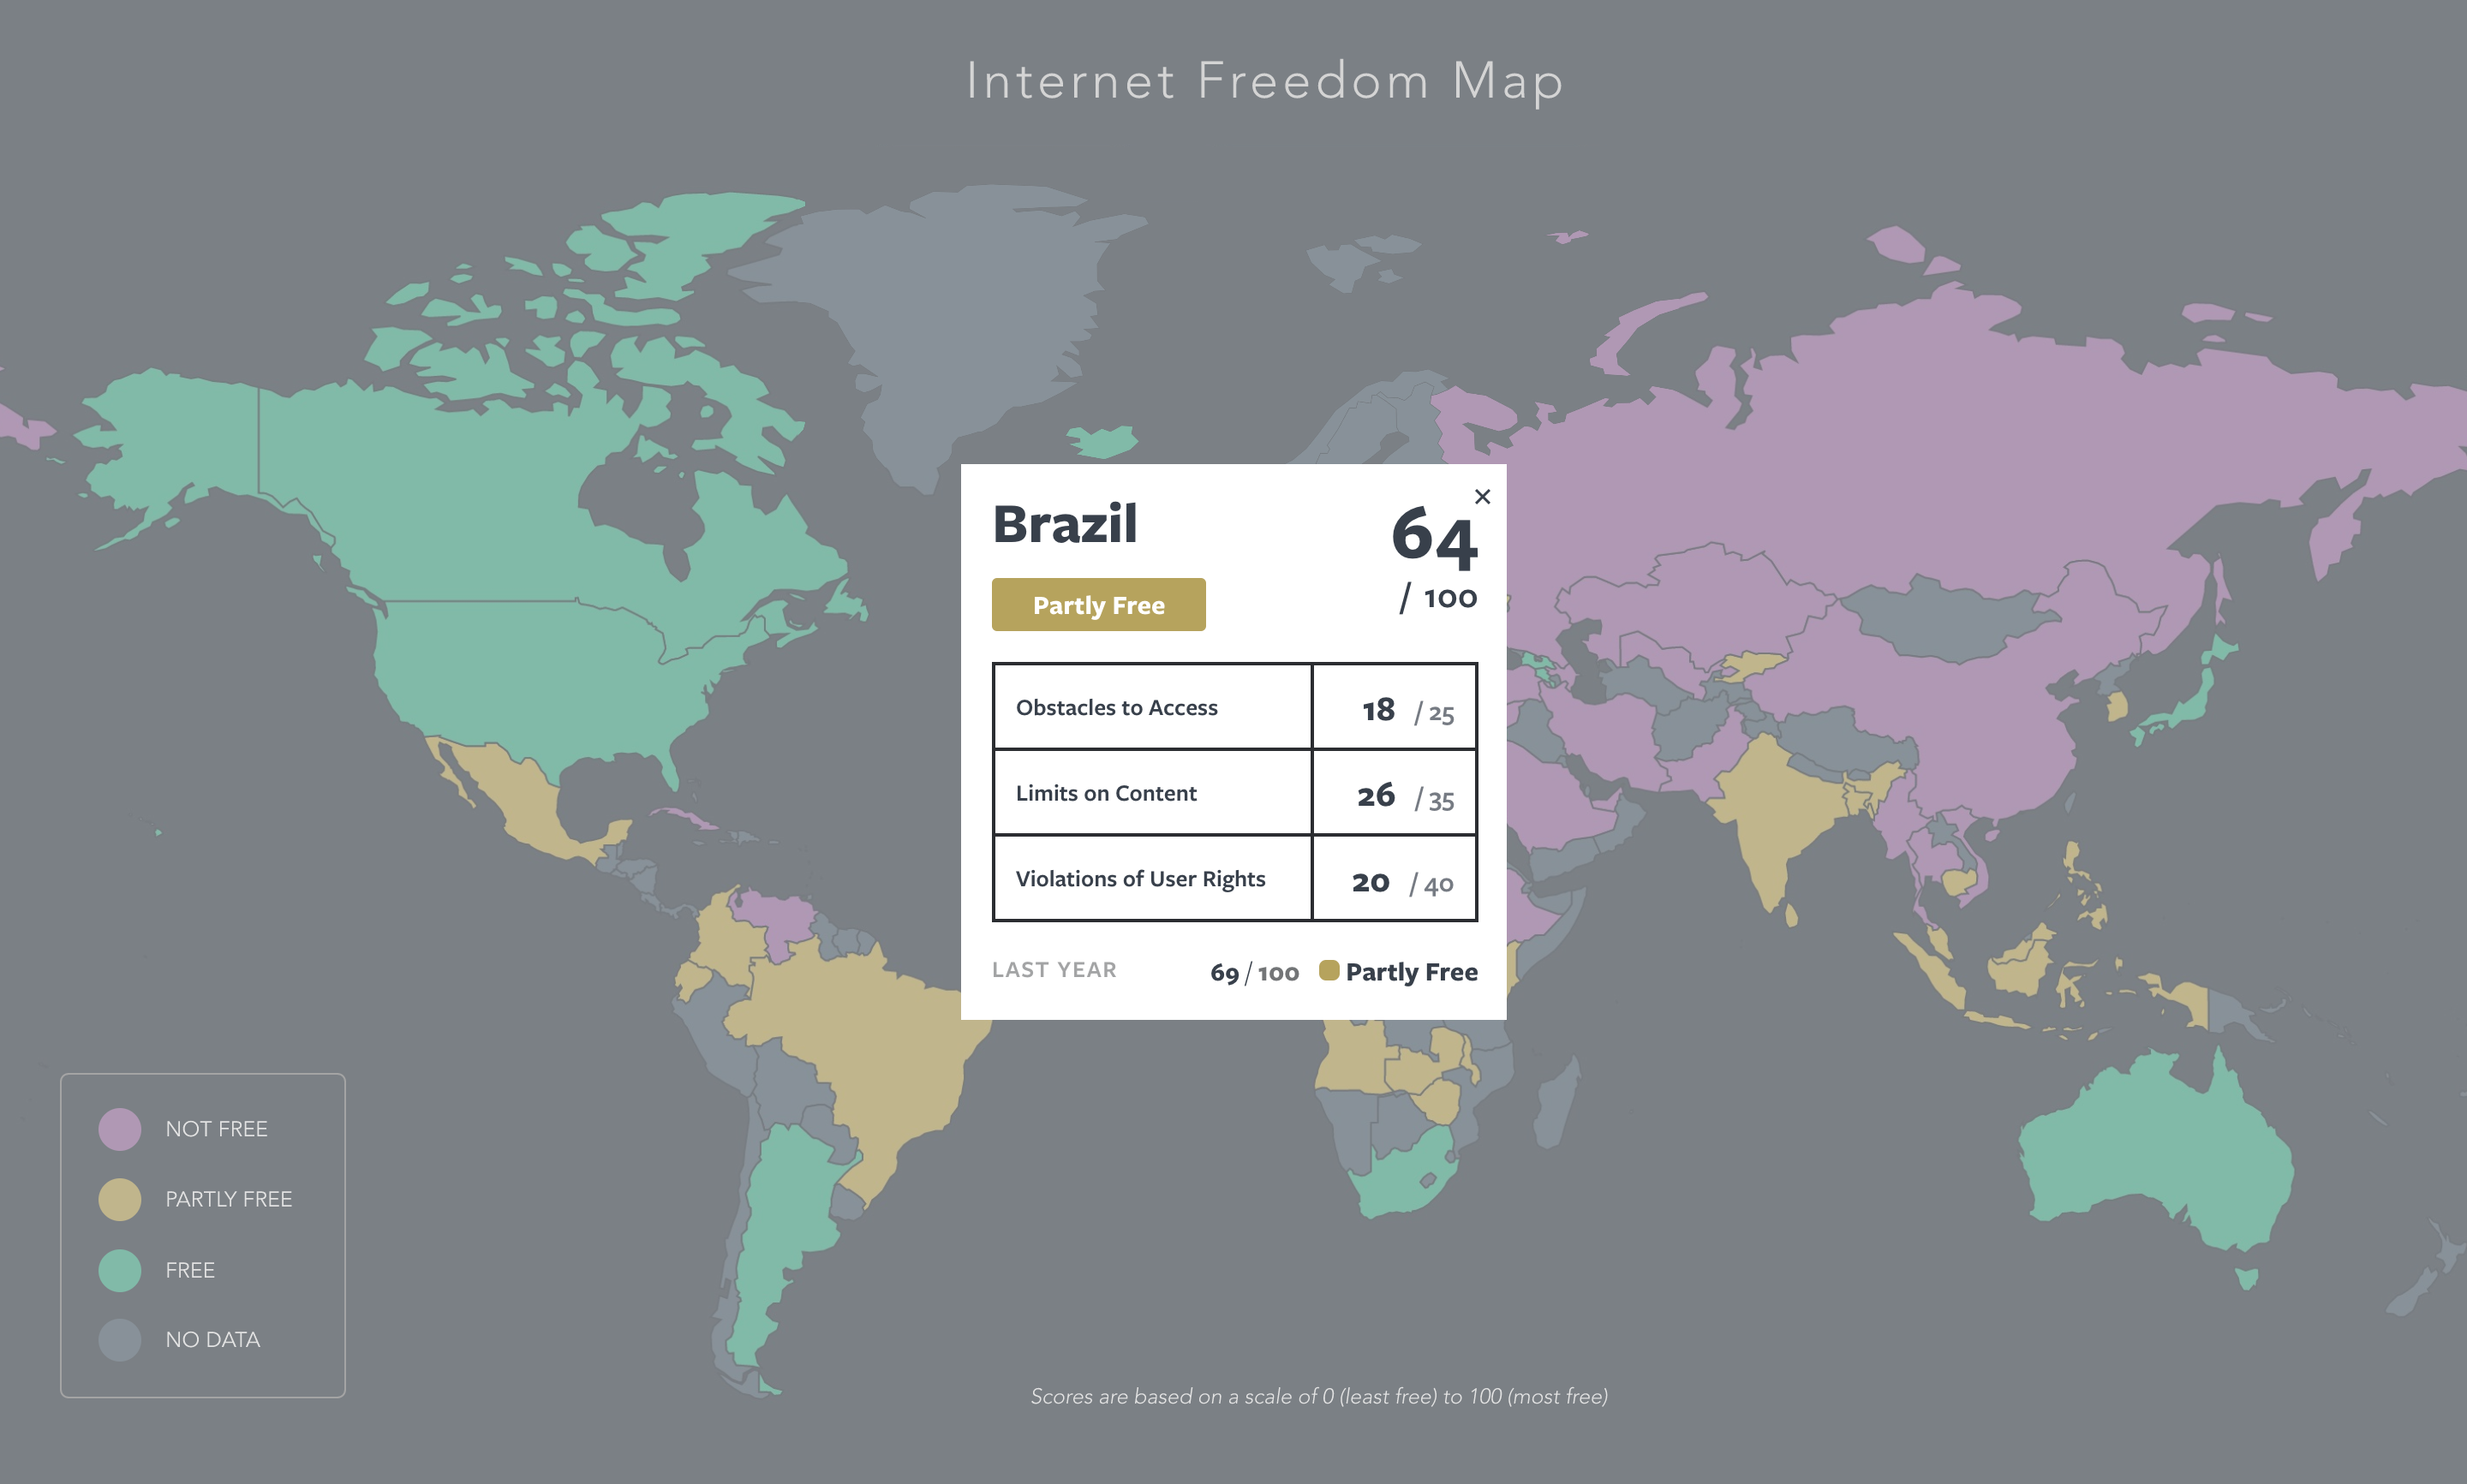 Internet Freedom Map
×
Brazil
64
/ 100
Partly Free
Obstacles to Access 18 / 25
Limits on Content 26 / 35
Violations of User Rights 20 / 40
LAST YEAR 69 / 100 Partly Free
NOT FREE
PARTLY FREE
FREE
NO DATA
Scores are based on a scale of 0 (least free) to 100 (most free)